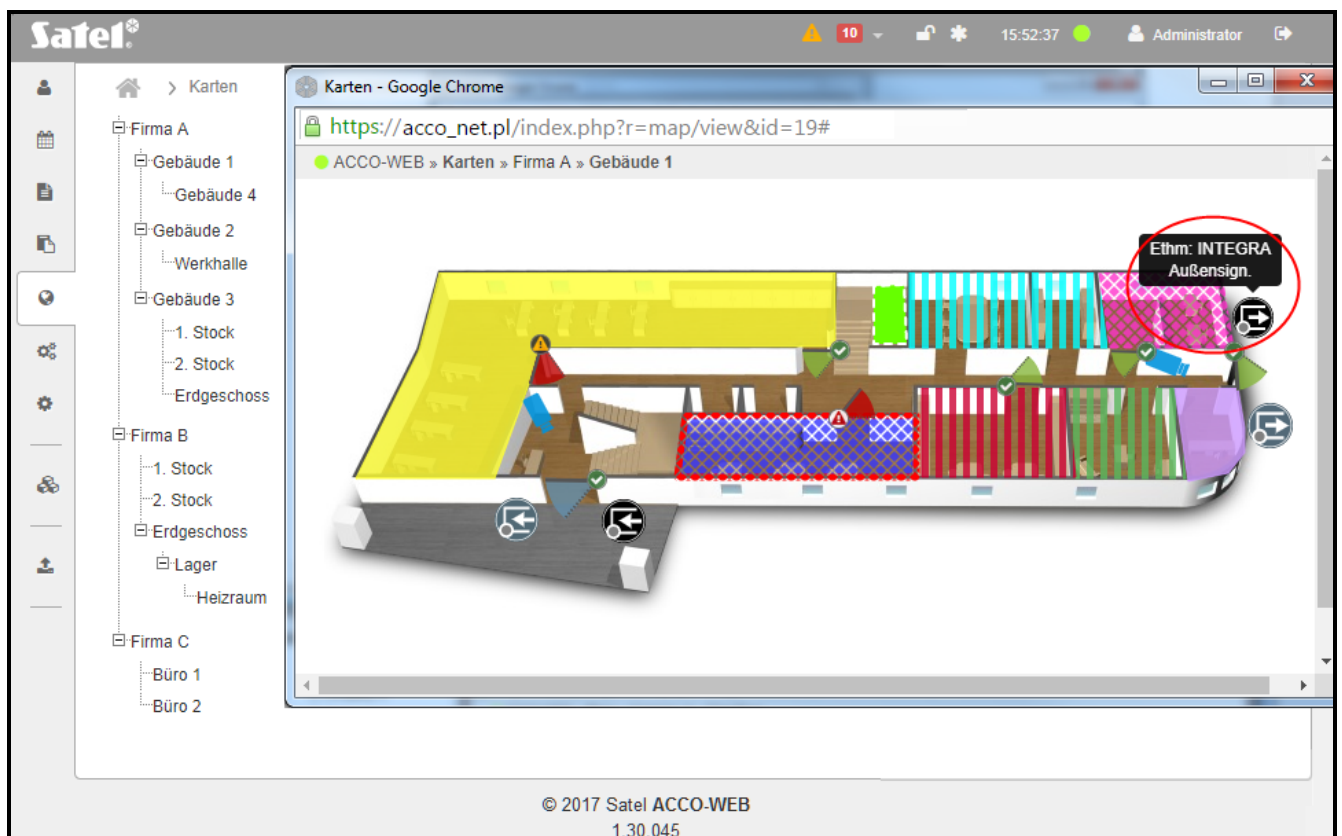 Satel®
10
15:52:37
Administrator
Karten
Firma A
Gebäude 1
Gebäude 4
Gebäude 2
Werkhalle
Gebäude 3
1. Stock
2. Stock
Erdgeschoss
Firma B
1. Stock
2. Stock
Erdgeschoss
Lager
Heizraum
Firma C
Büro 1
Büro 2
Karten - Google Chrome
https://acco_net.pl/index.php?r=map/view&id=19#
ACCO-WEB » Karten » Firma A » Gebäude 1
Ethm: INTEGRA
Außensign.
© 2017 Satel ACCO-WEB
1.30.045